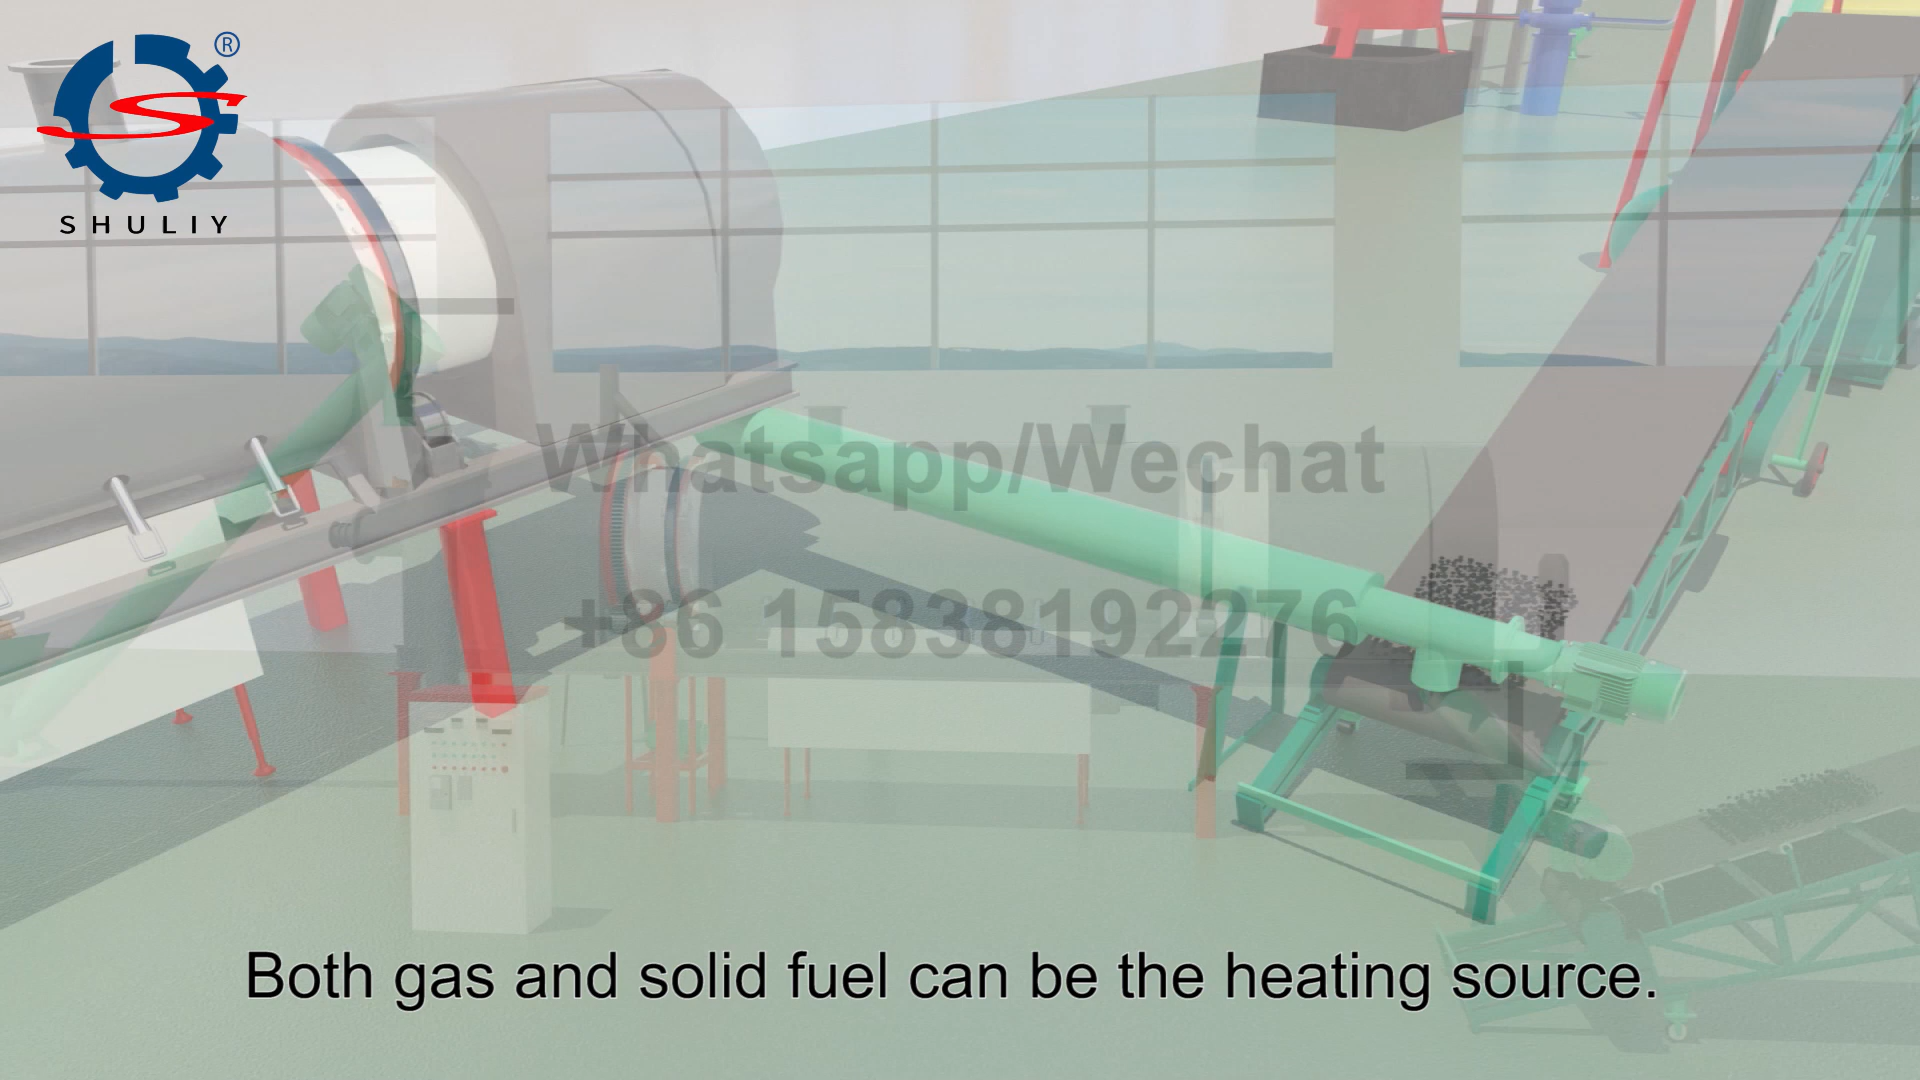 ®
SHULIY
Whatsapp/Wechat
+86 15838192276
Both gas and solid fuel can be the heating source.